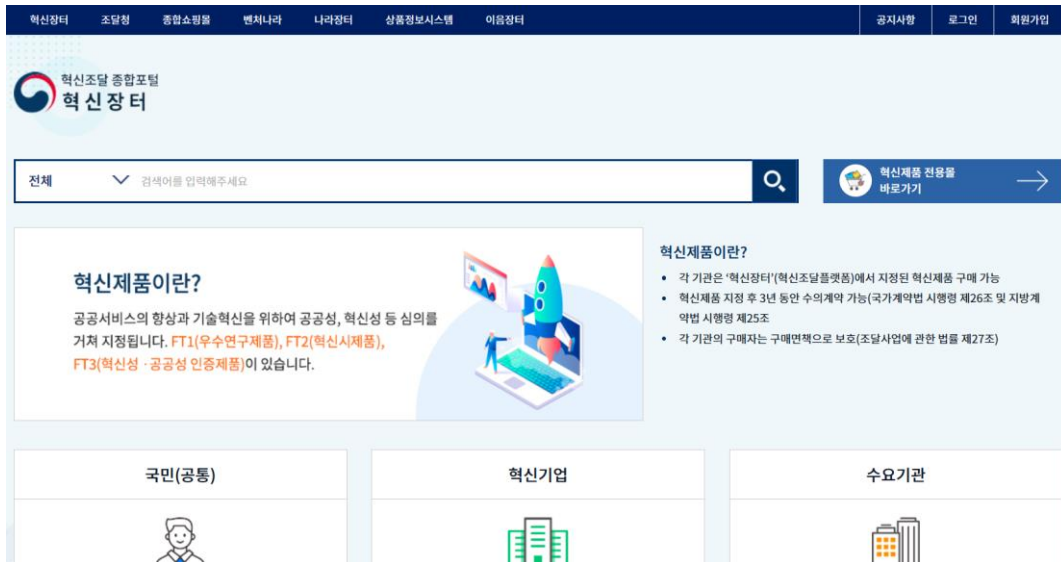 혁신장터 조달청 종합쇼핑몰 벤처나라 나라장터 상품정보시스템 이음장터 공지사항 로그인 회원가입
혁신조달 종합포털
혁신장터
전체 검색어를 입력해주세요
혁신제품 전용몰
바로가기
혁신제품이란?
공공서비스의 향상과 기술혁신을 위하여 공공성, 혁신성 등 심의를
거쳐 지정됩니다. FT1(우수연구제품), FT2(혁신시제품),
FT3(혁신성 · 공공성 인증제품)이 있습니다.
혁신제품이란?
• 각 기관은 '혁신장터'(혁신조달플랫폼)에서 지정된 혁신제품 구매 가능
• 혁신제품 지정 후 3년 동안 수의계약 가능(국가계약법 시행령 제26조 및 지방계
약법 시행령 제25조
• 각 기관의 구매자는 구매면책으로 보호(조달사업에 관한 법률 제27조)
국민(공통) 혁신기업 수요기관